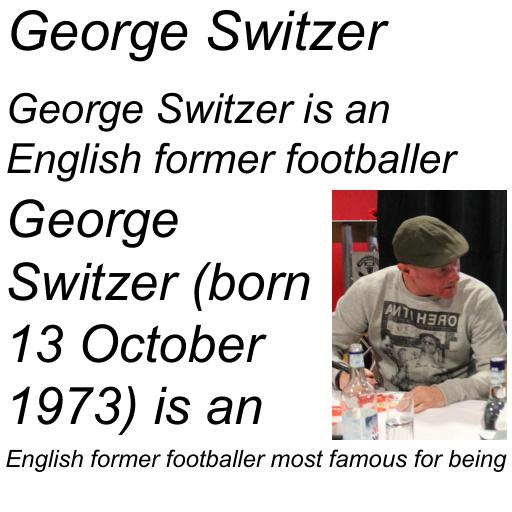 George Switzer
George Switzer is an
English former footballer
George
Switzer (born
13 October
1973) is an
English former footballer most famous for being